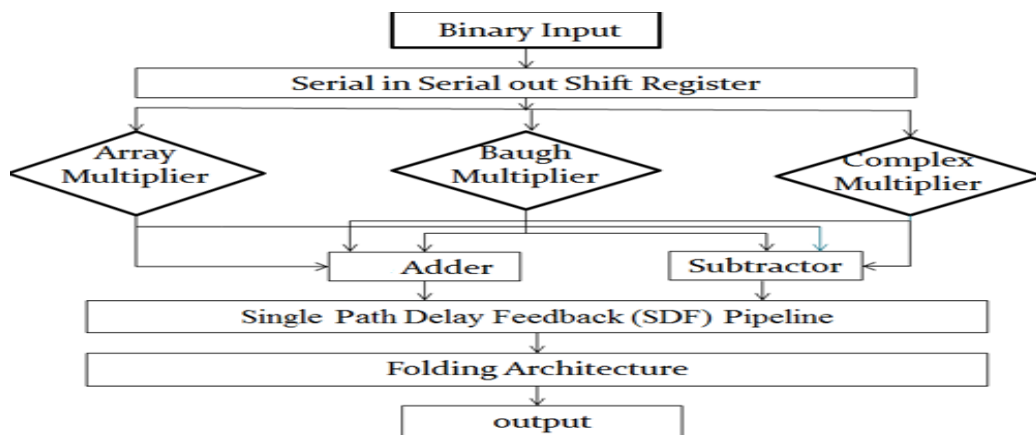 Binary Input
Serial in Serial out Shift Register
Array
Multiplier
Baugh
Multiplier
Complex
Multiplier
Adder
Subtractor
Single Path Delay Feedback (SDF) Pipeline
Folding Architecture
output